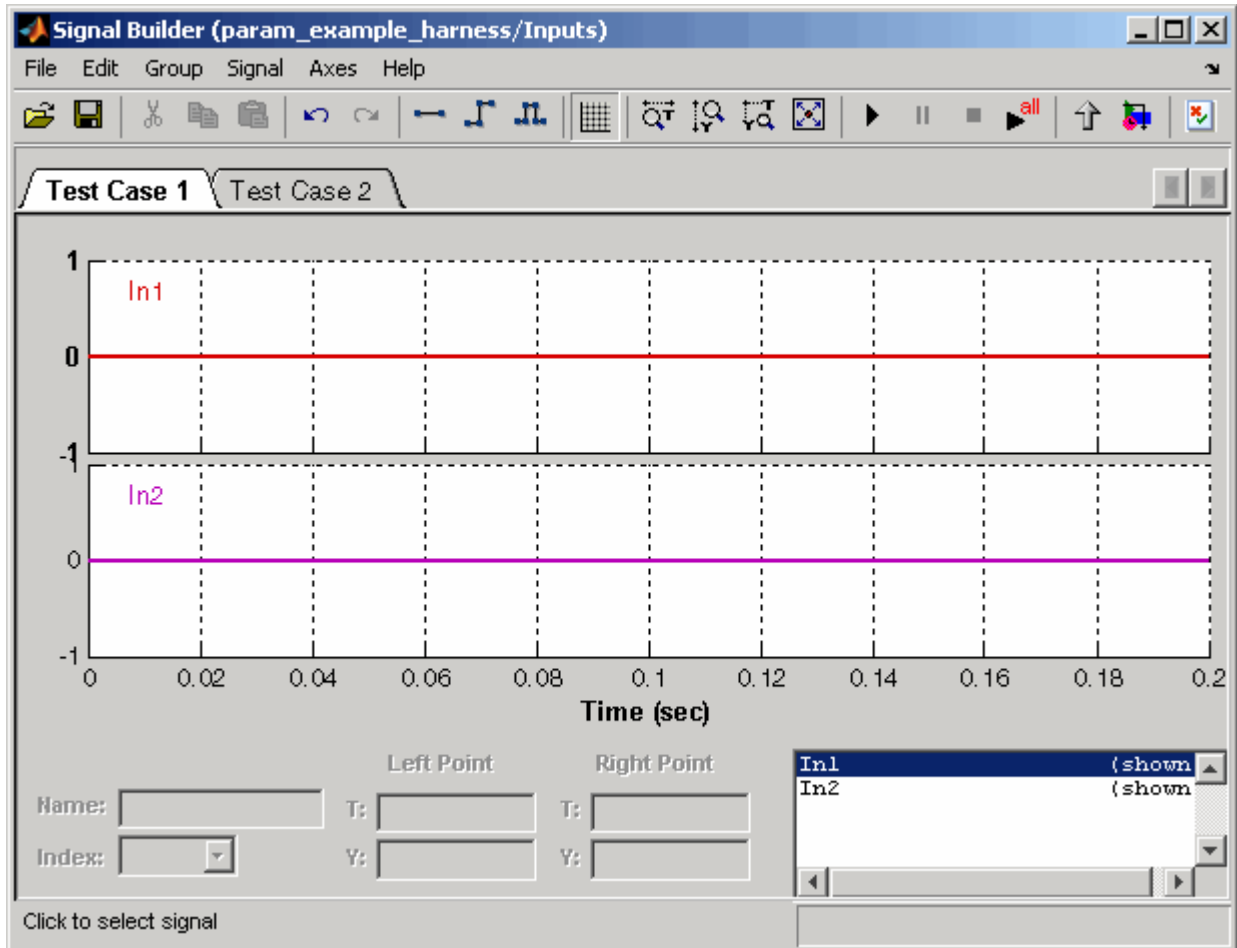 Signal Builder (param_example_harness/Inputs)
File Edit Group Signal Axes Help
all
Test Case 1 Test Case 2
1
In1
0
-1
1
In2
0
-1
0 0.02 0.04 0.06 0.08 0.1 0.12 0.14 0.16 0.18 0.2
Time (sec)
Left Point Right Point
Name: T: T:
Index: Y: Y:
In1 (shown
In2 (shown
Click to select signal